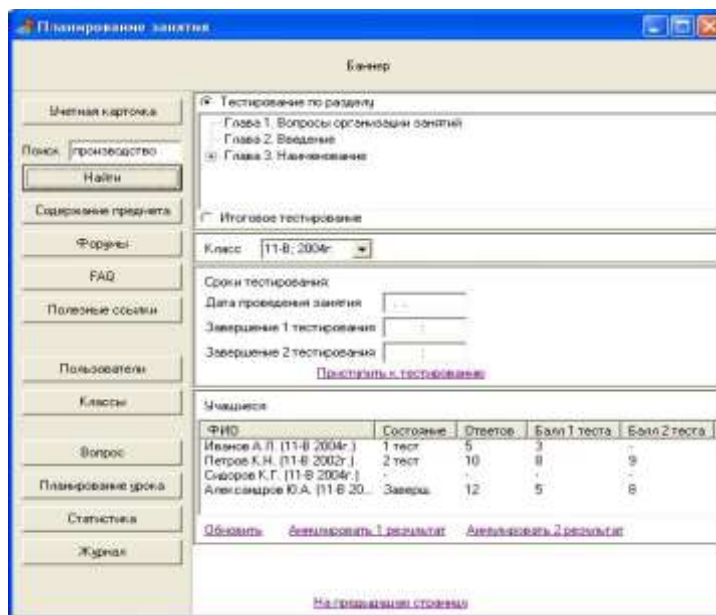 Планирование занятия
Баннер
Учетная карточка
Поиск производство
Найти
Содержание предмета
Форумы
FAQ
Полезные ссылки
Пользователи
Классы
Вопрос
Планирование урока
Статистика
Журнал
Тестирование по разделу
Глава 1. Вопросы организации занятий
Глава 2. Введение
Глава 3. Наименование
Итоговое тестирование
Класс 11-В; 2004г.
Сроки тестирования:
Дата проведения занятия . .
Завершение 1 тестирования :
Завершение 2 тестирования :
Приступить к тестированию
Учащиеся
ФИО Состояние Ответов Балл 1 теста Балл 2 теста
Иванов А.Л. (11-В 2004г.) 1 тест 5 3 -
Петров К.Н. (11-В 2002г.) 2 тест 10 8 9
Сидоров К.Г. (11-В 2004г.) - - - -
Александров Ю.А. (11-В 20... Заверш. 12 5 8
Обновить Аннулировать 1 результат Аннулировать 2 результат
На предыдущую страницу